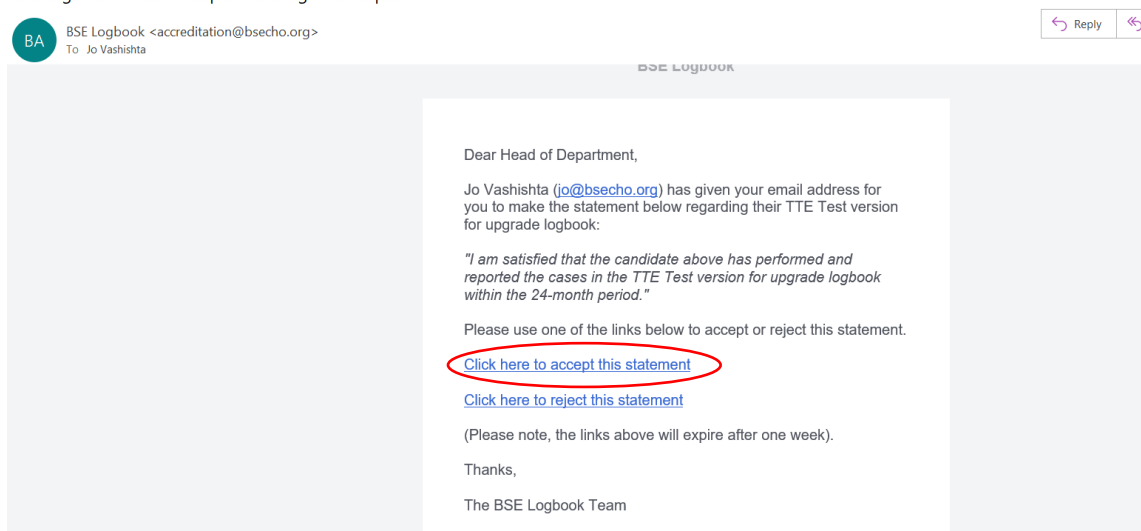 BA
BSE Logbook <accreditation@bsecho.org>
To Jo Vashishta
Reply
BSE Logbook
Dear Head of Department,
Jo Vashishta (jo@bsecho.org) has given your email address for
you to make the statement below regarding their TTE Test version
for upgrade logbook:
"I am satisfied that the candidate above has performed and
reported the cases in the TTE Test version for upgrade logbook
within the 24-month period."
Please use one of the links below to accept or reject this statement.
Click here to accept this statement
Click here to reject this statement
(Please note, the links above will expire after one week).
Thanks,
The BSE Logbook Team